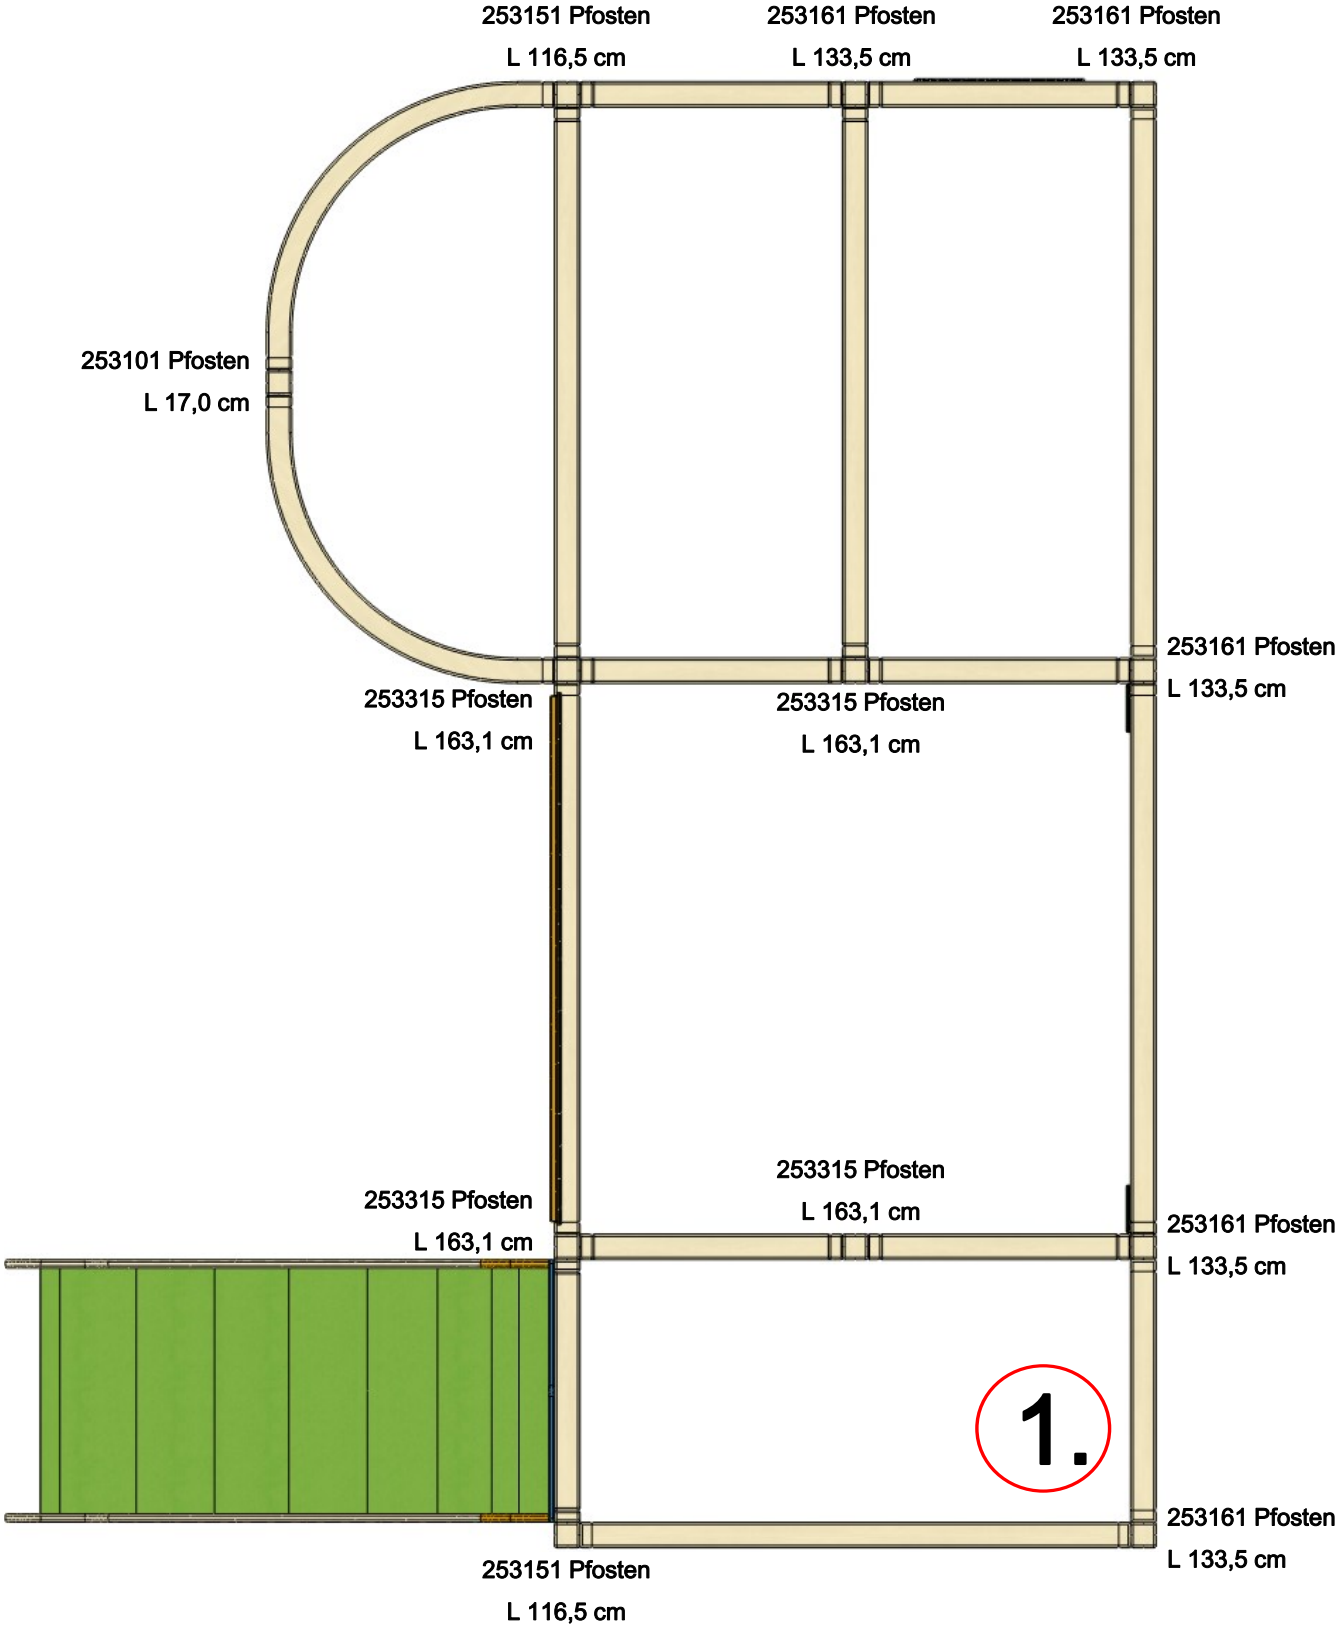 253151 Pfosten
L 116,5 cm
253161 Pfosten
L 133,5 cm
253161 Pfosten
L 133,5 cm
253101 Pfosten
L 17,0 cm
253161 Pfosten
L 133,5 cm
253315 Pfosten
L 163,1 cm
253315 Pfosten
L 163,1 cm
253315 Pfosten
L 163,1 cm
253315 Pfosten
L 163,1 cm
253161 Pfosten
L 133,5 cm
1.
253161 Pfosten
L 133,5 cm
253151 Pfosten
L 116,5 cm